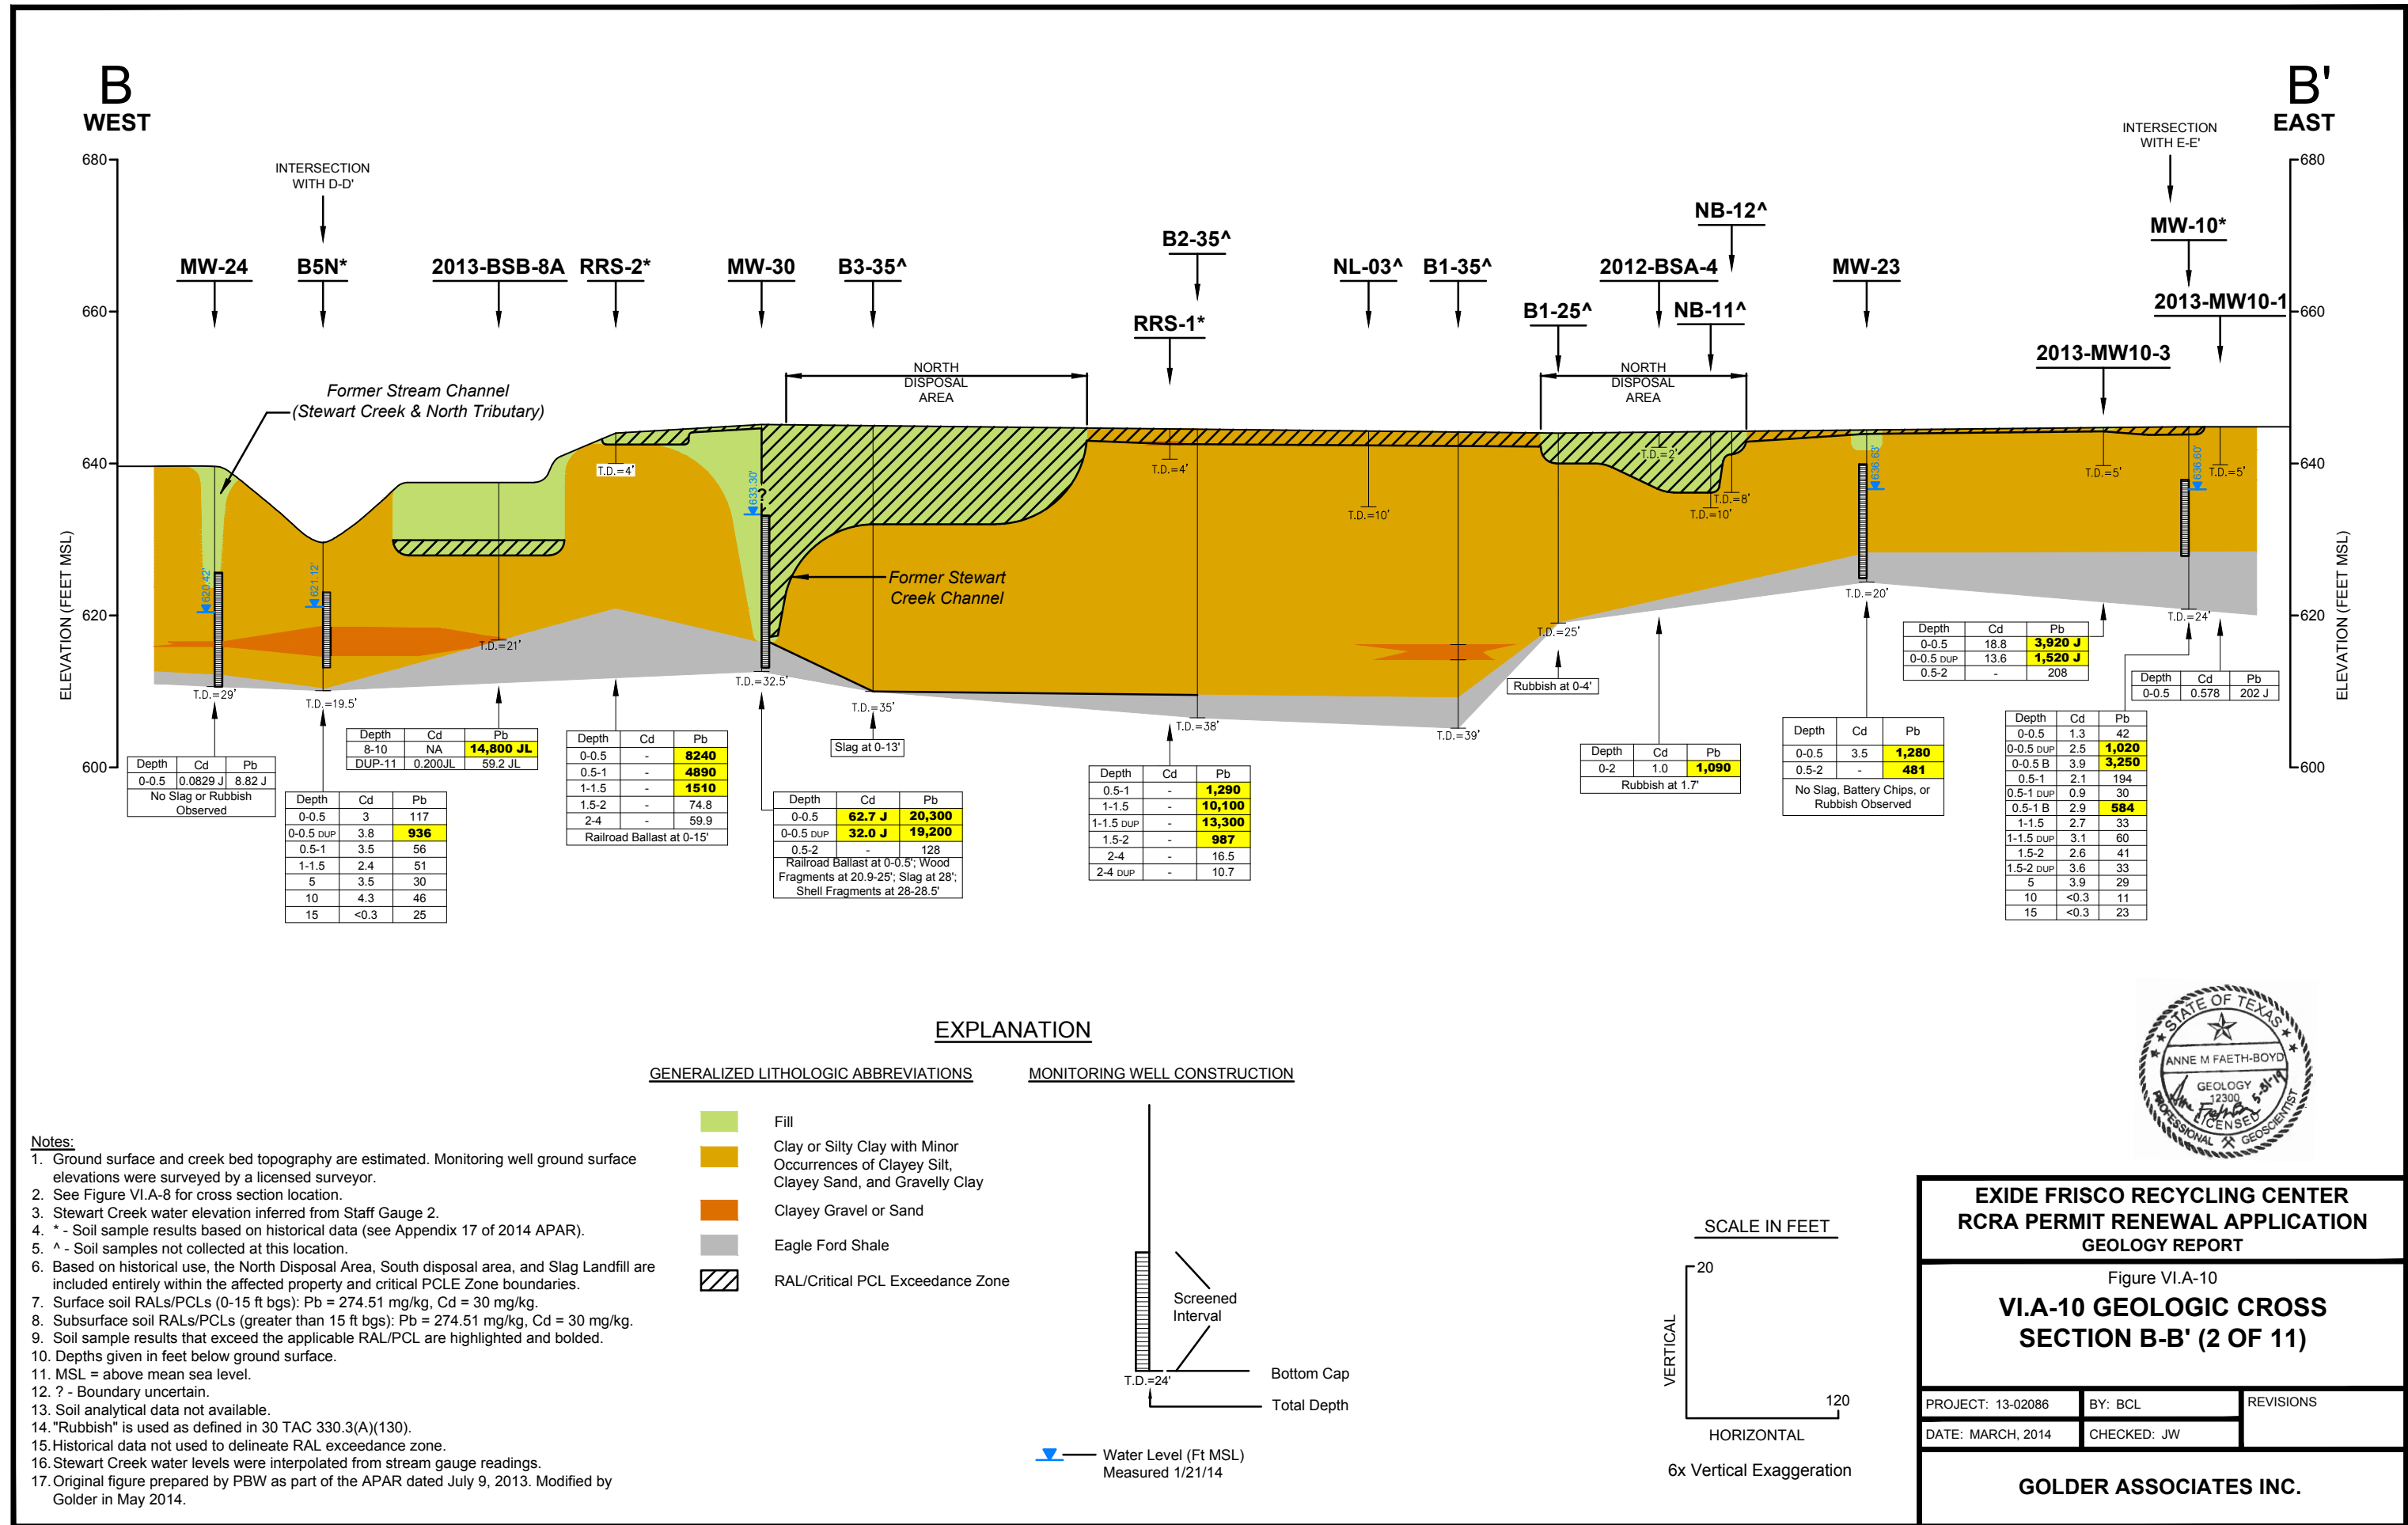 B
WEST
B'
EAST
INTERSECTION
WITH D-D'
INTERSECTION
WITH E-E'
MW-24
B5N*
2013-BSB-8A
RRS-2*
MW-30
B3-35^
B2-35^
RRS-1*
NL-03^
B1-35^
B1-25^
2012-BSA-4
NB-12^
NB-11^
MW-23
MW-10*
2013-MW10-1
2013-MW10-3
680
660
640
620
600
ELEVATION (FEET MSL)
680
660
640
620
600
ELEVATION (FEET MSL)
Former Stream Channel
(Stewart Creek & North Tributary)
NORTH
DISPOSAL
AREA
NORTH
DISPOSAL
AREA
Former Stewart
Creek Channel
620.42'
621.12'
633.30'
?
636.63'
636.60'
T.D.=29'
T.D.=19.5'
T.D.=21'
T.D.=4'
T.D.=32.5'
T.D.=35'
T.D.=4'
T.D.=38'
T.D.=10'
T.D.=39'
T.D.=25'
T.D.=2'
T.D.=10'
T.D.=8'
T.D.=20'
T.D.=5'
T.D.=24'
T.D.=5'
Depth Cd Pb
0-0.5 0.0829 J 8.82 J
No Slag or Rubbish
Observed
Depth Cd Pb
0-0.5 3 117
0-0.5 DUP 3.8 936
0.5-1 3.5 56
1-1.5 2.4 51
5 3.5 30
10 4.3 46
15 <0.3 25
Depth Cd Pb
8-10 NA 14,800 JL
DUP-11 0.200JL 59.2 JL
Depth Cd Pb
0-0.5 - 8240
0.5-1 - 4890
1-1.5 - 1510
1.5-2 - 74.8
2-4 - 59.9
Railroad Ballast at 0-15'
Depth Cd Pb
0-0.5 62.7 J 20,300
0-0.5 DUP 32.0 J 19,200
0.5-2 - 128
Railroad Ballast at 0-0.5'; Wood
Fragments at 20.9-25'; Slag at 28';
Shell Fragments at 28-28.5'
Slag at 0-13'
Depth Cd Pb
0.5-1 - 1,290
1-1.5 - 10,100
1-1.5 DUP - 13,300
1.5-2 - 987
2-4 - 16.5
2-4 DUP - 10.7
Rubbish at 0-4'
Depth Cd Pb
0-2 1.0 1,090
Rubbish at 1.7'
Depth Cd Pb
0-0.5 3.5 1,280
0.5-2 - 481
No Slag, Battery Chips, or
Rubbish Observed
Depth Cd Pb
0-0.5 18.8 3,920 J
0-0.5 DUP 13.6 1,520 J
0.5-2 - 208
Depth Cd Pb
0-0.5 1.3 42
0-0.5 DUP 2.5 1,020
0-0.5 B 3.9 3,250
0.5-1 2.1 194
0.5-1 DUP 0.9 30
0.5-1 B 2.9 584
1-1.5 2.7 33
1-1.5 DUP 3.1 60
1.5-2 2.6 41
1.5-2 DUP 3.6 33
5 3.9 29
10 <0.3 11
15 <0.3 23
Depth Cd Pb
0-0.5 0.578 202 J
EXPLANATION
GENERALIZED LITHOLOGIC ABBREVIATIONS
Fill
Clay or Silty Clay with Minor
Occurrences of Clayey Silt,
Clayey Sand, and Gravelly Clay
Clayey Gravel or Sand
Eagle Ford Shale
RAL/Critical PCL Exceedance Zone
MONITORING WELL CONSTRUCTION
Screened
Interval
T.D.=24'
Bottom Cap
Total Depth
Water Level (Ft MSL)
Measured 1/21/14
SCALE IN FEET
20
VERTICAL
120
HORIZONTAL
6x Vertical Exaggeration
Notes:
1. Ground surface and creek bed topography are estimated. Monitoring well ground surface
elevations were surveyed by a licensed surveyor.
2. See Figure VI.A-8 for cross section location.
3. Stewart Creek water elevation inferred from Staff Gauge 2.
4. * - Soil sample results based on historical data (see Appendix 17 of 2014 APAR).
5. ^ - Soil samples not collected at this location.
6. Based on historical use, the North Disposal Area, South disposal area, and Slag Landfill are
included entirely within the affected property and critical PCLE Zone boundaries.
7. Surface soil RALs/PCLs (0-15 ft bgs): Pb = 274.51 mg/kg, Cd = 30 mg/kg.
8. Subsurface soil RALs/PCLs (greater than 15 ft bgs): Pb = 274.51 mg/kg, Cd = 30 mg/kg.
9. Soil sample results that exceed the applicable RAL/PCL are highlighted and bolded.
10. Depths given in feet below ground surface.
11. MSL = above mean sea level.
12. ? - Boundary uncertain.
13. Soil analytical data not available.
14. "Rubbish" is used as defined in 30 TAC 330.3(A)(130).
15. Historical data not used to delineate RAL exceedance zone.
16. Stewart Creek water levels were interpolated from stream gauge readings.
17. Original figure prepared by PBW as part of the APAR dated July 9, 2013. Modified by
Golder in May 2014.
STATE OF TEXAS
ANNE M FAETH-BOYD
GEOLOGY
12300
LICENSED
PROFESSIONAL GEOSCIENTIST
EXIDE FRISCO RECYCLING CENTER
RCRA PERMIT RENEWAL APPLICATION
GEOLOGY REPORT
Figure VI.A-10
VI.A-10 GEOLOGIC CROSS
SECTION B-B' (2 OF 11)
PROJECT: 13-02086
BY: BCL
REVISIONS
DATE: MARCH, 2014
CHECKED: JW
GOLDER ASSOCIATES INC.